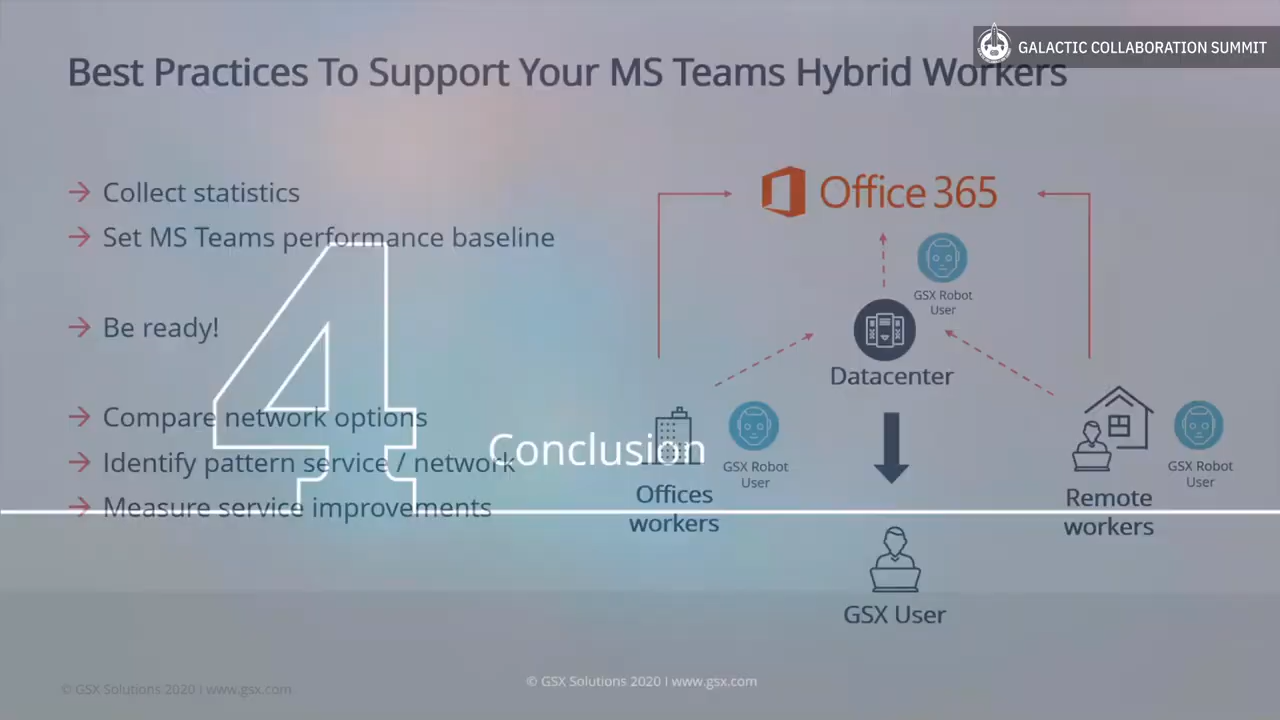 GALACTIC COLLABORATION SUMMIT
Best Practices To Support Your MS Teams Hybrid Workers
Collect statistics
Set MS Teams performance baseline
Be ready!
Compare network options
Identify pattern service / network
Measure service improvements
4
Conclusion
Office 365
GSX Robot
User
Datacenter
GSX Robot
User
Offices
workers
GSX Robot
User
Remote
workers
GSX User
© GSX Solutions 2020 I www.gsx.com
© GSX Solutions 2020 I www.gsx.com